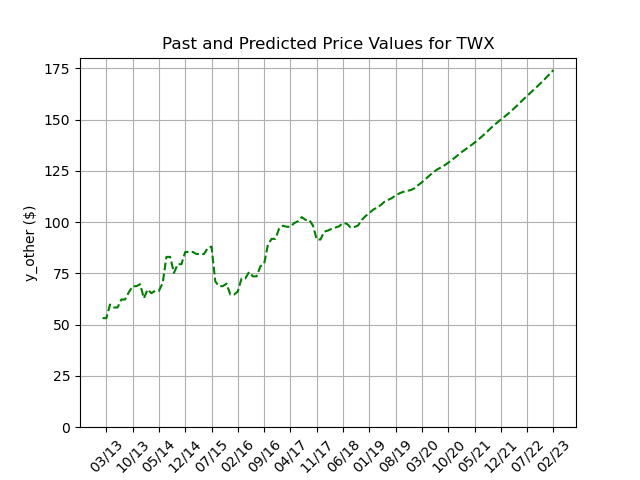 Past and Predicted Price Values for TWX
y_other ($)
175
150
125
100
75
50
25
0
03/13 10/13 05/14 12/14 07/15 02/16 09/16 04/17 11/17 06/18 01/19 08/19 03/20 10/20 05/21 12/21 07/22 02/23